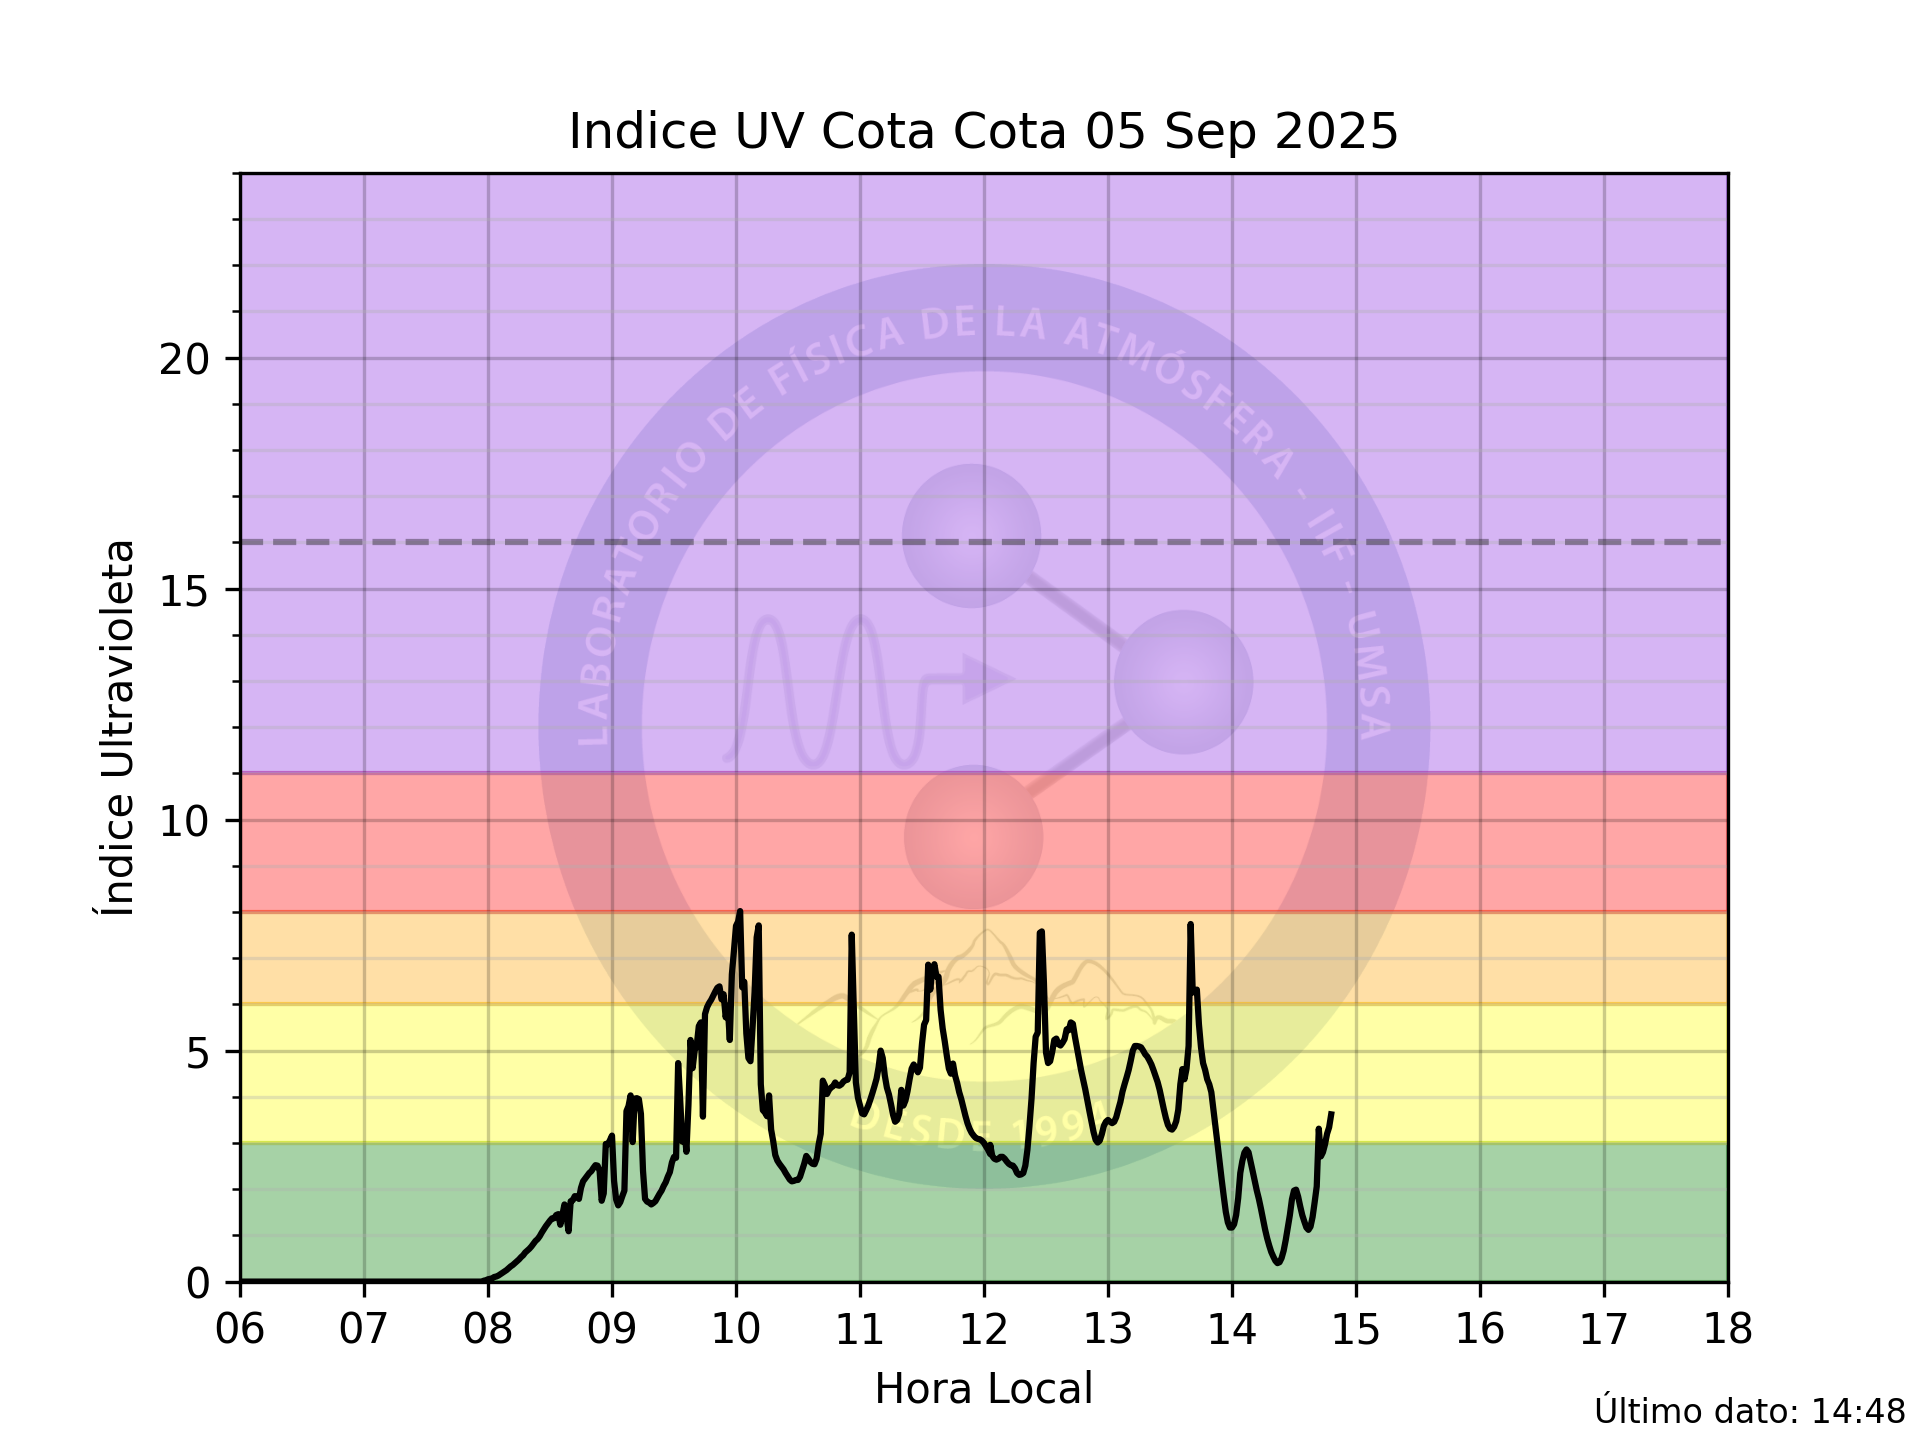 Indice UV Cota Cota 05 Sep 2025
LABORATORIO DE FÍSICA DE LA ATMÓSFERA - IIF - UMSA
DESDE 1994
Índice Ultravioleta
20
15
10
5
0
06 07 08 09 10 11 12 13 14 15 16 17 18
Hora Local
Último dato: 14:48